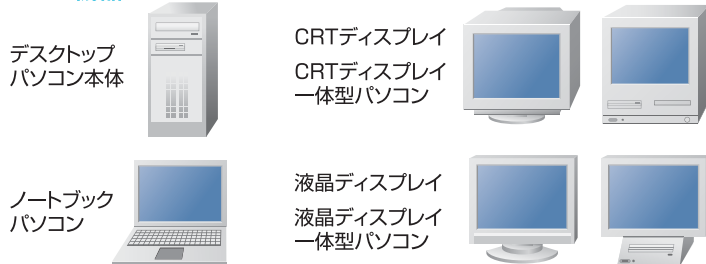 デスクトップ
パソコン本体
CRTディスプレイ
CRTディスプレイ
一体型パソコン
ノートブック
パソコン
液晶ディスプレイ
液晶ディスプレイ
一体型パソコン